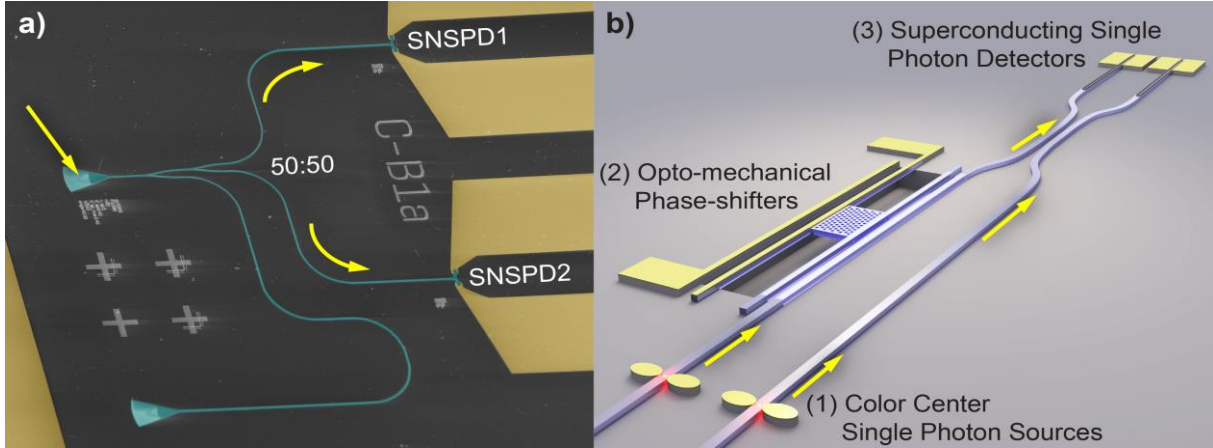 a)
SNSPD1
50:50
C-B1a
SNSPD2
b)
(3) Superconducting Single
Photon Detectors
(2) Opto-mechanical
Phase-shifters
(1) Color Center
Single Photon Sources